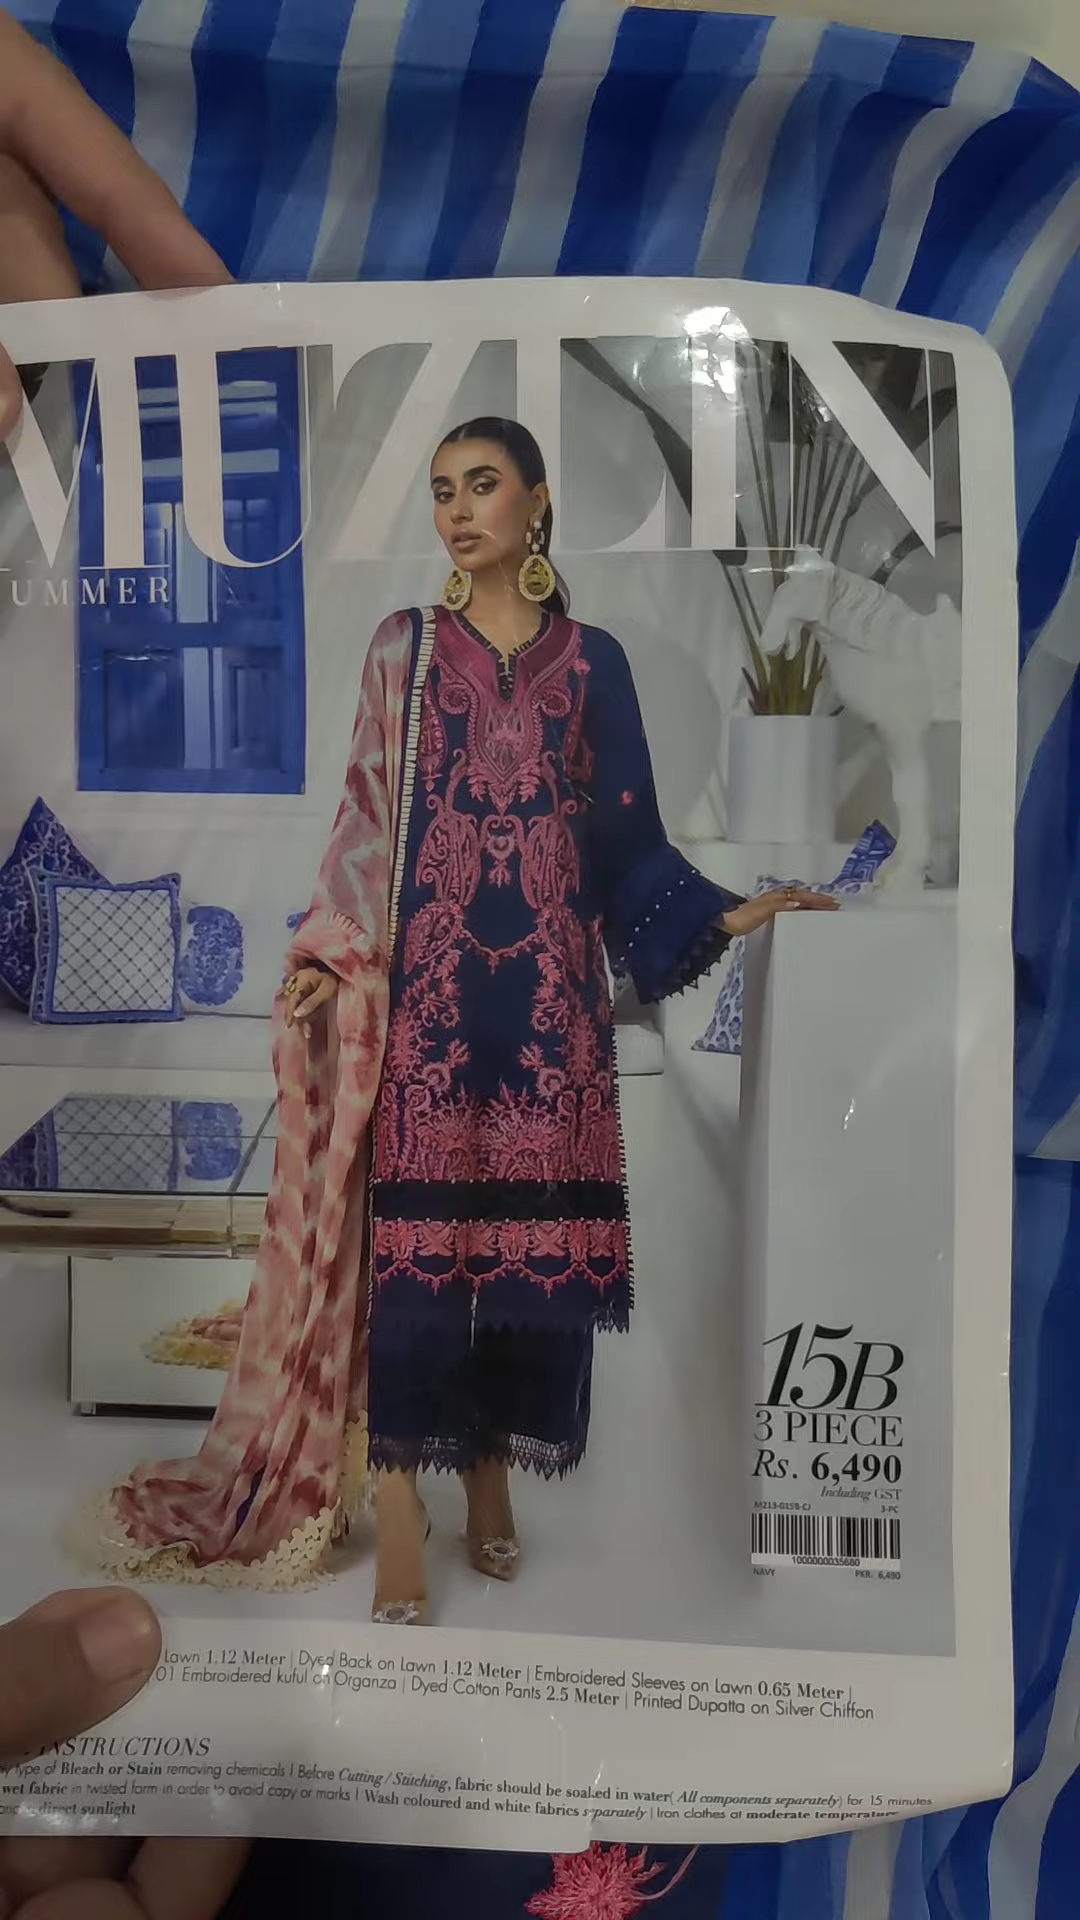 MUZLIN
UMMER
15B
3 PIECE
Rs. 6,490
Including GST
M213-015B-CJ 3-PC
1000000035680
NAVY PKR: 6,490
Lawn 1.12 Meter | Dyed Back on Lawn 1.12 Meter | Embroidered Sleeves on Lawn 0.65 Meter |
01 Embroidered kuful on Organza | Dyed Cotton Pants 2.5 Meter | Printed Dupatta on Silver Chiffon
INSTRUCTIONS
type of Bleach or Stain removing chemicals | Before Cutting / Stitching, fabric should be soaked in water( All components separately) for 15 minutes
wet fabric in twisted form in order to avoid copy or marks | Wash coloured and white fabrics separately | Iron clothes at moderate temperature
direct sunlight